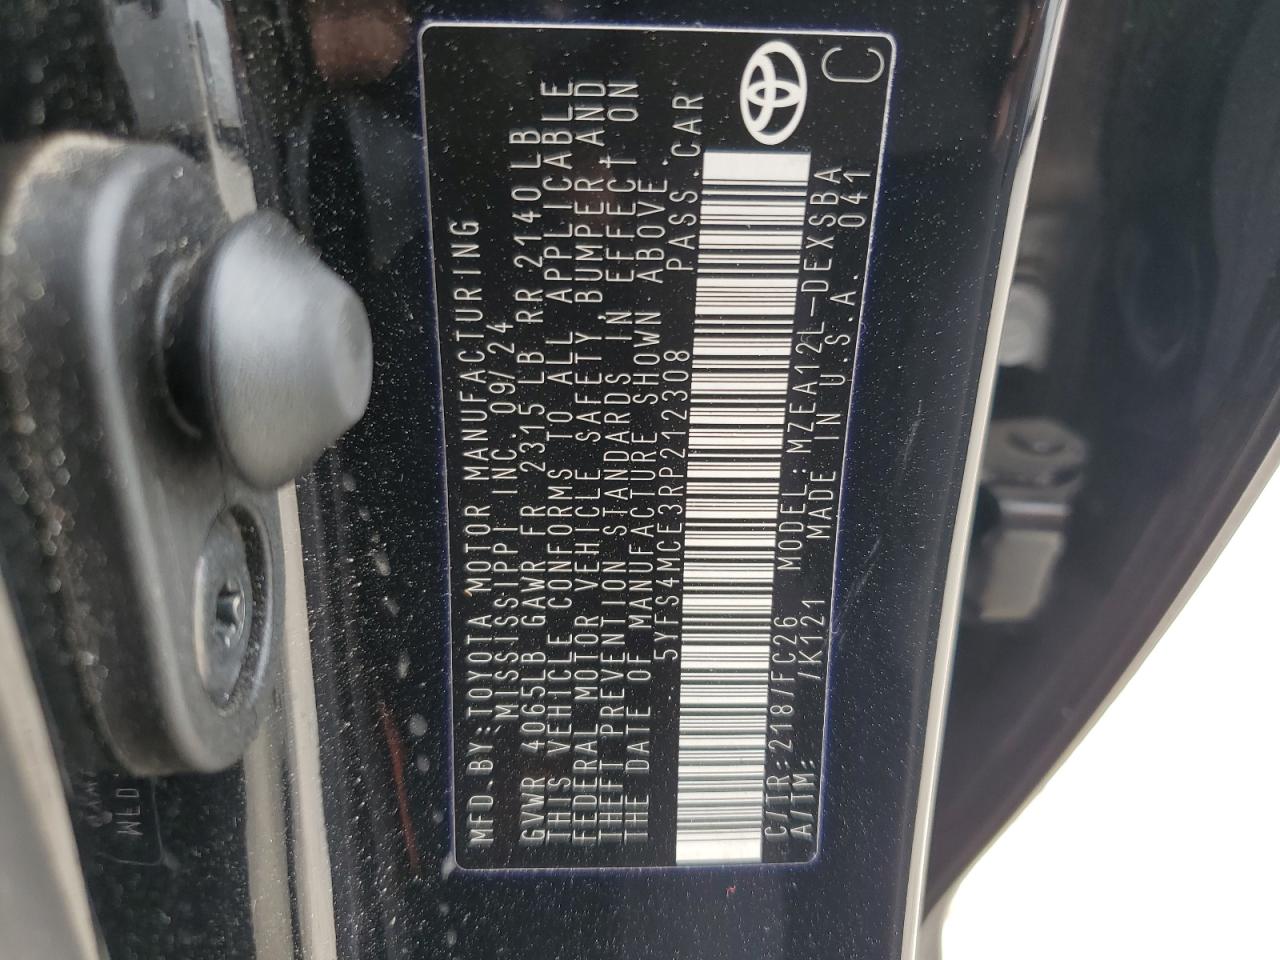 MFD.BY:TOYOTA MOTOR MANUFACTURING
MISSISSIPPI INC. 09/24
GVWR 4065LB GAWR FR 2315 LB RR 2140LB
THIS VEHICLE CONFORMS TO ALL APPLICABLE
FEDERAL MOTOR VEHICLE SAFETY, BUMPER, AND
THEFT PREVENTION STANDARDS IN EFFECT ON
THE DATE OF MANUFACTURE SHOWN ABOVE.
5YFS4MCE3RP212308 PASS.CAR
C/TR:218/FC26 MODEL:MZEA12L-DEXSBA
A/TM: /K121 MADE IN U.S.A. 041
C